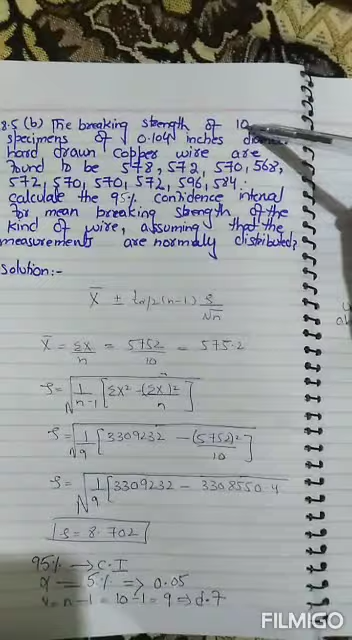 8.5 (b) The breaking strength of 10
specimens of 0.104 inches
hard drawn copper wire are
found to be 578, 572, 570, 568,
572, 570, 570, 572, 596, 584.
calculate the 95% confidence interval
for mean breaking strength of the
kind of wire, assuming that the
measurements are normaly distributed?
Solution:-
X̄ ± tα/2(n-1) s/√n
X̄ = ΣX/n = 5752/10 = 575.2
s = √(1/(n-1) [ΣX² - (ΣX)²/n])
s = √(1/9 [3309232 - (5752)²/10])
s = √(1/9 [3309232 - 3308550.4
s = 8.702
95% → C.I
α = 5% => 0.05
v = n-1 = 10-1 = 9 => d.f
FILMIGO